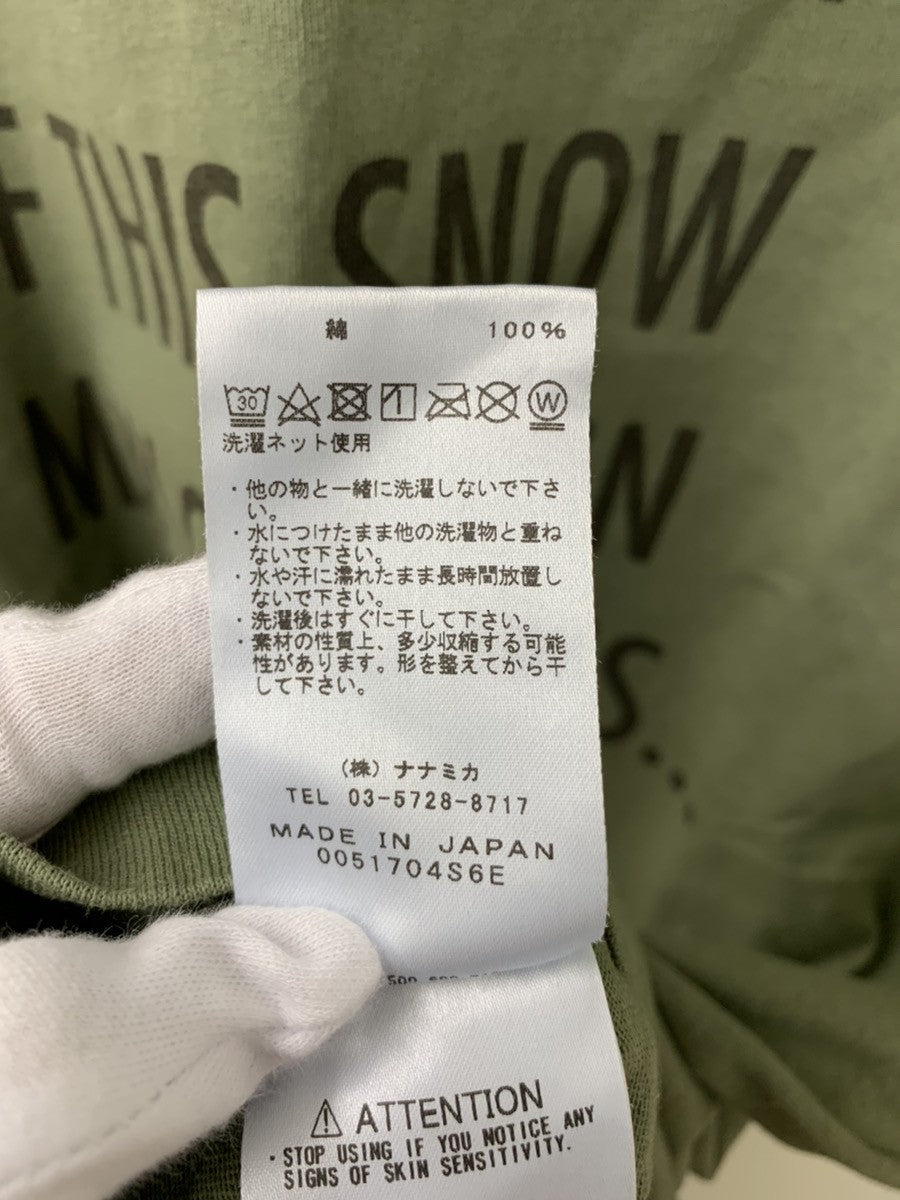 THIS SNOW
綿 100%
30 W
洗濯ネット使用
・他の物と一緒に洗濯しないで下さ
い。
・水につけたまま他の洗濯物と重ね
ないで下さい。
・水や汗に濡れたまま長時間放置し
ないで下さい。
・洗濯後はすぐに干して下さい。
・素材の性質上、多少収縮する可能
性があります。形を整えてから干
して下さい。
(株) ナナミカ
TEL 03-5728-8717
MADE IN JAPAN
0051704S6E
ATTENTION
・STOP USING IF YOU NOTICE ANY
SIGNS OF SKIN SENSITIVITY.